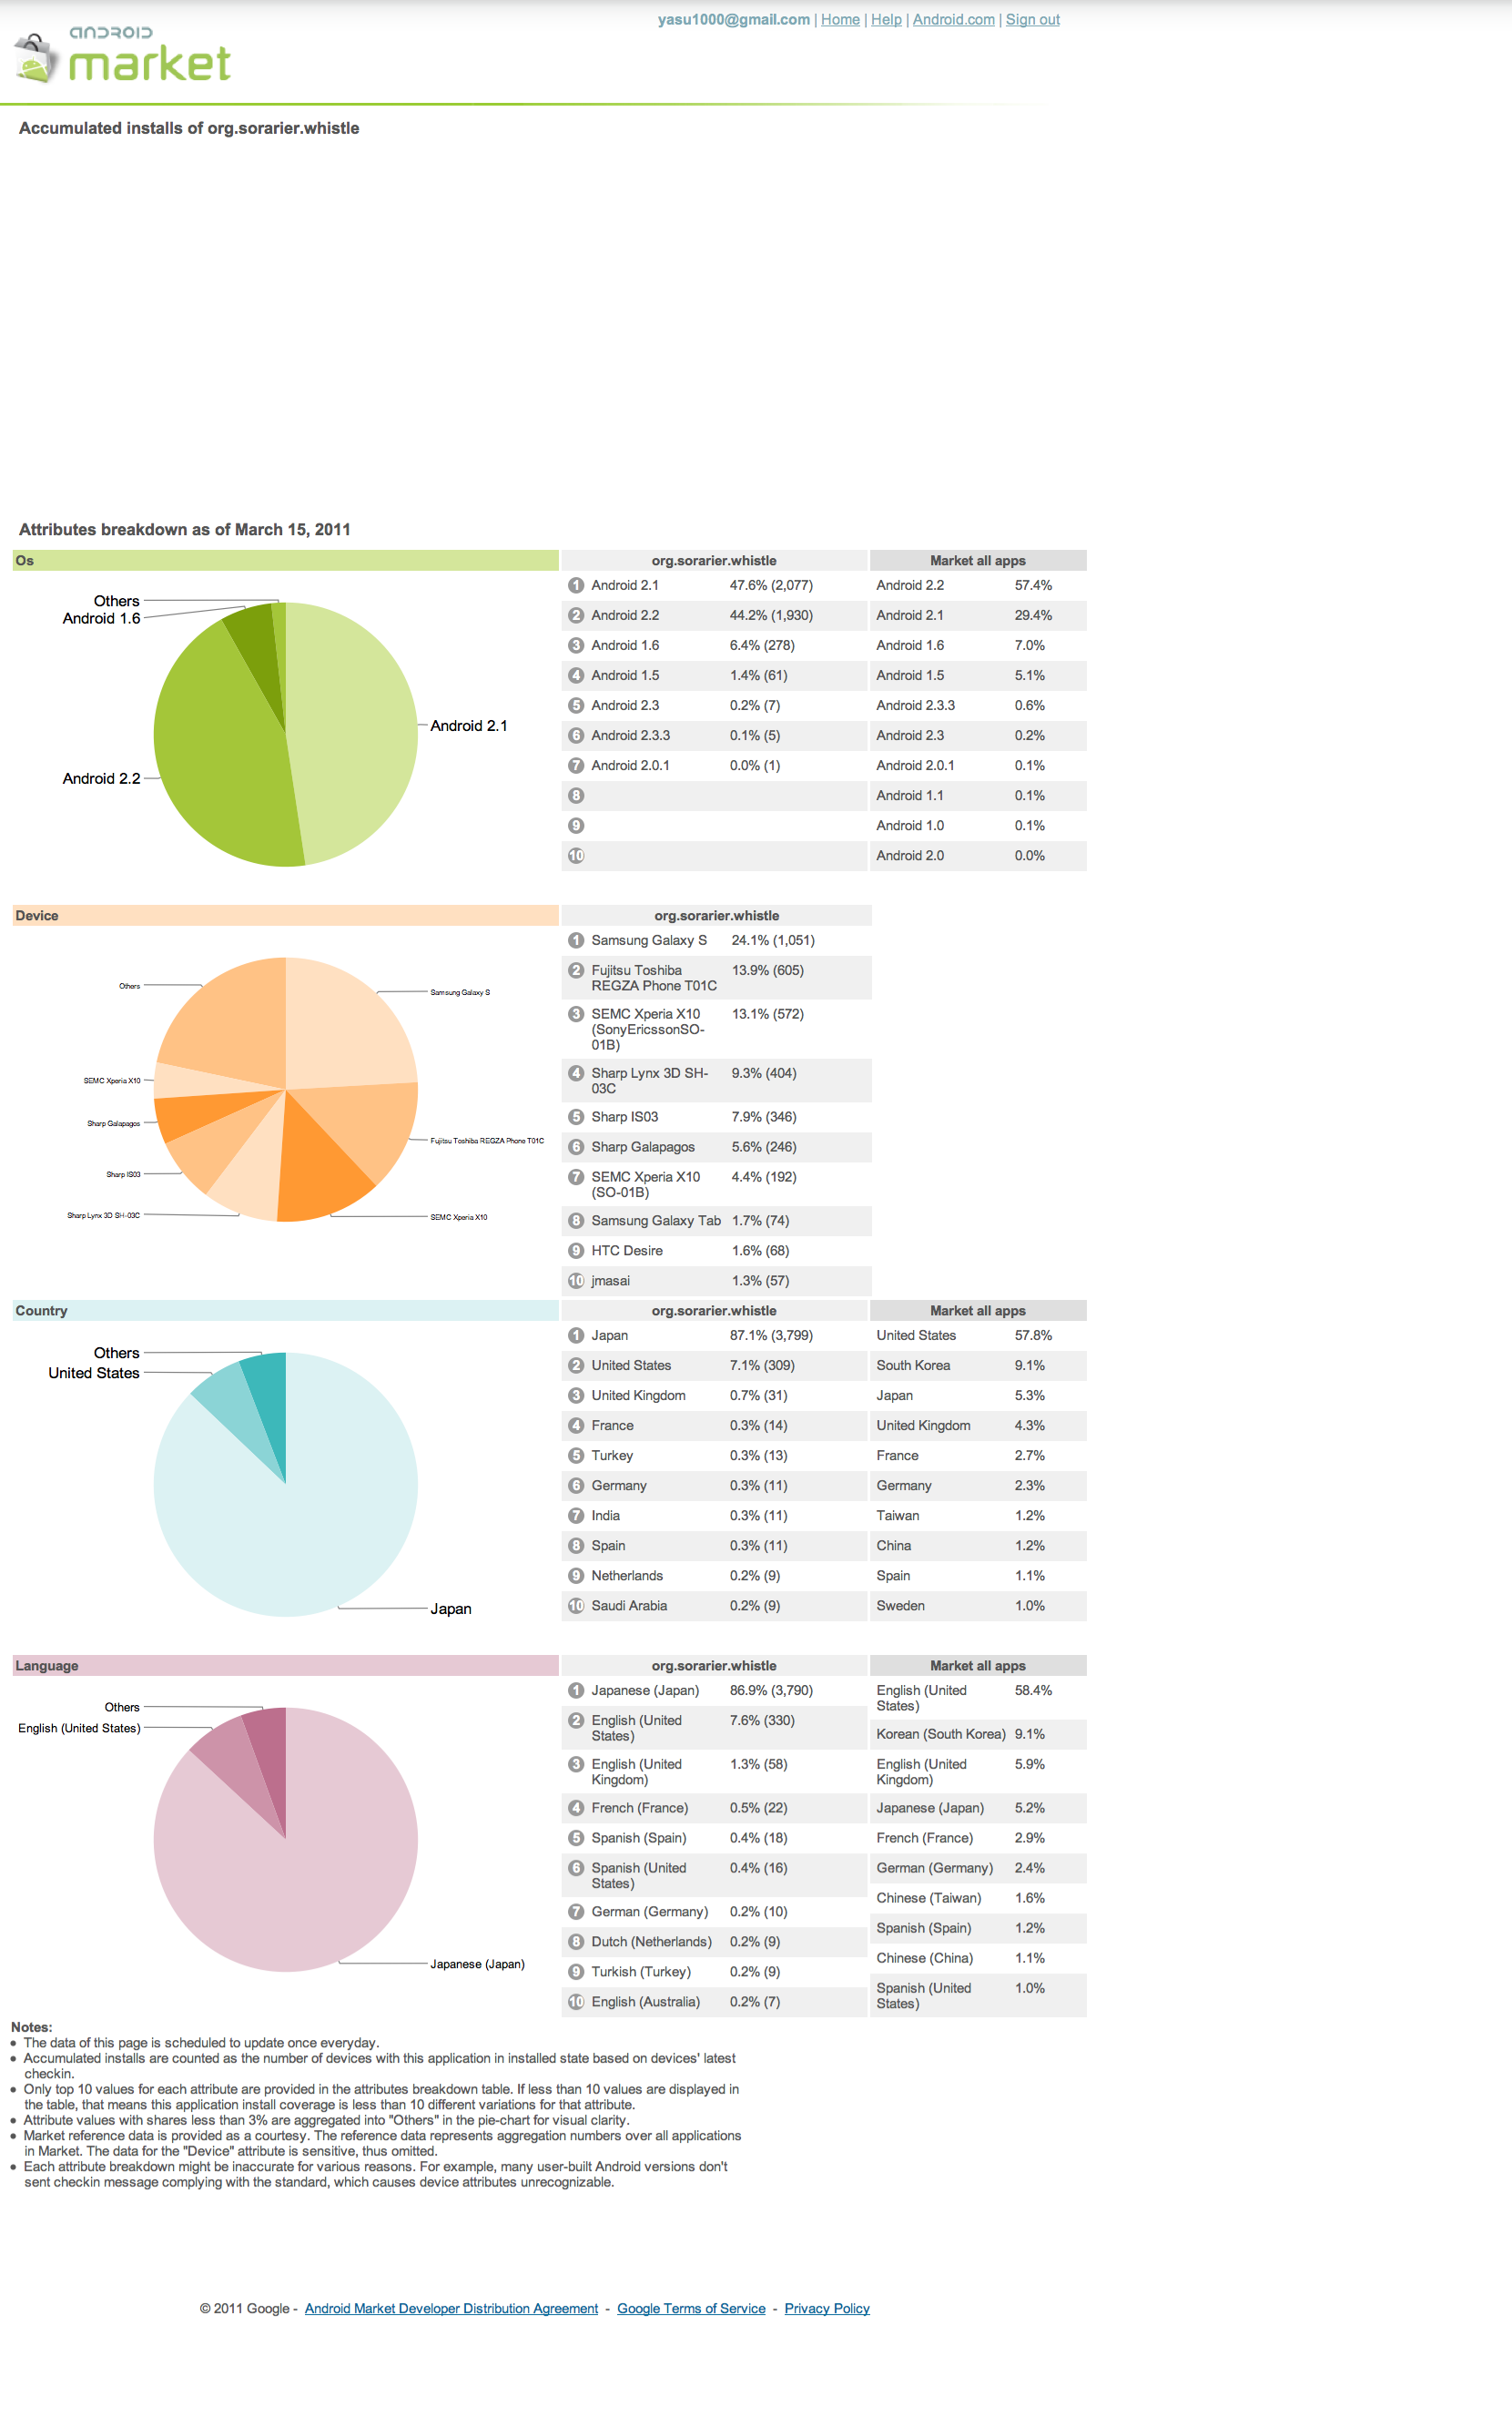 yasu1000@gmail.com | Home | Help | Android.com | Sign out
ANDROID
market
Accumulated installs of org.sorarier.whistle
Attributes breakdown as of March 15, 2011
Os
Others
Android 1.6
Android 2.1
Android 2.2
org.sorarier.whistle Market all apps
1 Android 2.1 47.6% (2,077) Android 2.2 57.4%
2 Android 2.2 44.2% (1,930) Android 2.1 29.4%
3 Android 1.6 6.4% (278) Android 1.6 7.0%
4 Android 1.5 1.4% (61) Android 1.5 5.1%
5 Android 2.3 0.2% (7) Android 2.3.3 0.6%
6 Android 2.3.3 0.1% (5) Android 2.3 0.2%
7 Android 2.0.1 0.0% (1) Android 2.0.1 0.1%
8 Android 1.1 0.1%
9 Android 1.0 0.1%
10 Android 2.0 0.0%
Device
Others
Samsung Galaxy S
SEMC Xperia X10
Sharp Galapagos
Fujitsu Toshiba REGZA Phone T01C
Sharp IS03
Sharp Lynx 3D SH-03C
SEMC Xperia X10
org.sorarier.whistle
1 Samsung Galaxy S 24.1% (1,051)
2 Fujitsu Toshiba 13.9% (605)
REGZA Phone T01C
3 SEMC Xperia X10 13.1% (572)
(SonyEricssonSO-
01B)
4 Sharp Lynx 3D SH- 9.3% (404)
03C
5 Sharp IS03 7.9% (346)
6 Sharp Galapagos 5.6% (246)
7 SEMC Xperia X10 4.4% (192)
(SO-01B)
8 Samsung Galaxy Tab 1.7% (74)
9 HTC Desire 1.6% (68)
10 jmasai 1.3% (57)
Country
Others
United States
Japan
org.sorarier.whistle Market all apps
1 Japan 87.1% (3,799) United States 57.8%
2 United States 7.1% (309) South Korea 9.1%
3 United Kingdom 0.7% (31) Japan 5.3%
4 France 0.3% (14) United Kingdom 4.3%
5 Turkey 0.3% (13) France 2.7%
6 Germany 0.3% (11) Germany 2.3%
7 India 0.3% (11) Taiwan 1.2%
8 Spain 0.3% (11) China 1.2%
9 Netherlands 0.2% (9) Spain 1.1%
10 Saudi Arabia 0.2% (9) Sweden 1.0%
Language
Others
English (United States)
Japanese (Japan)
org.sorarier.whistle
1 Japanese (Japan) 86.9% (3,790)
2 English (United 7.6% (330)
States)
3 English (United 1.3% (58)
Kingdom)
4 French (France) 0.5% (22)
5 Spanish (Spain) 0.4% (18)
6 Spanish (United 0.4% (16)
States)
7 German (Germany) 0.2% (10)
8 Dutch (Netherlands) 0.2% (9)
9 Turkish (Turkey) 0.2% (9)
10 English (Australia) 0.2% (7)
Market all apps
English (United 58.4%
States)
Korean (South Korea) 9.1%
English (United 5.9%
Kingdom)
Japanese (Japan) 5.2%
French (France) 2.9%
German (Germany) 2.4%
Chinese (Taiwan) 1.6%
Spanish (Spain) 1.2%
Chinese (China) 1.1%
Spanish (United 1.0%
States)
Notes:
• The data of this page is scheduled to update once everyday.
• Accumulated installs are counted as the number of devices with this application in installed state based on devices' latest
checkin.
• Only top 10 values for each attribute are provided in the attributes breakdown table. If less than 10 values are displayed in
the table, that means this application install coverage is less than 10 different variations for that attribute.
• Attribute values with shares less than 3% are aggregated into "Others" in the pie-chart for visual clarity.
• Market reference data is provided as a courtesy. The reference data represents aggregation numbers over all applications
in Market. The data for the "Device" attribute is sensitive, thus omitted.
• Each attribute breakdown might be inaccurate for various reasons. For example, many user-built Android versions don't
sent checkin message complying with the standard, which causes device attributes unrecognizable.
© 2011 Google - Android Market Developer Distribution Agreement - Google Terms of Service - Privacy Policy